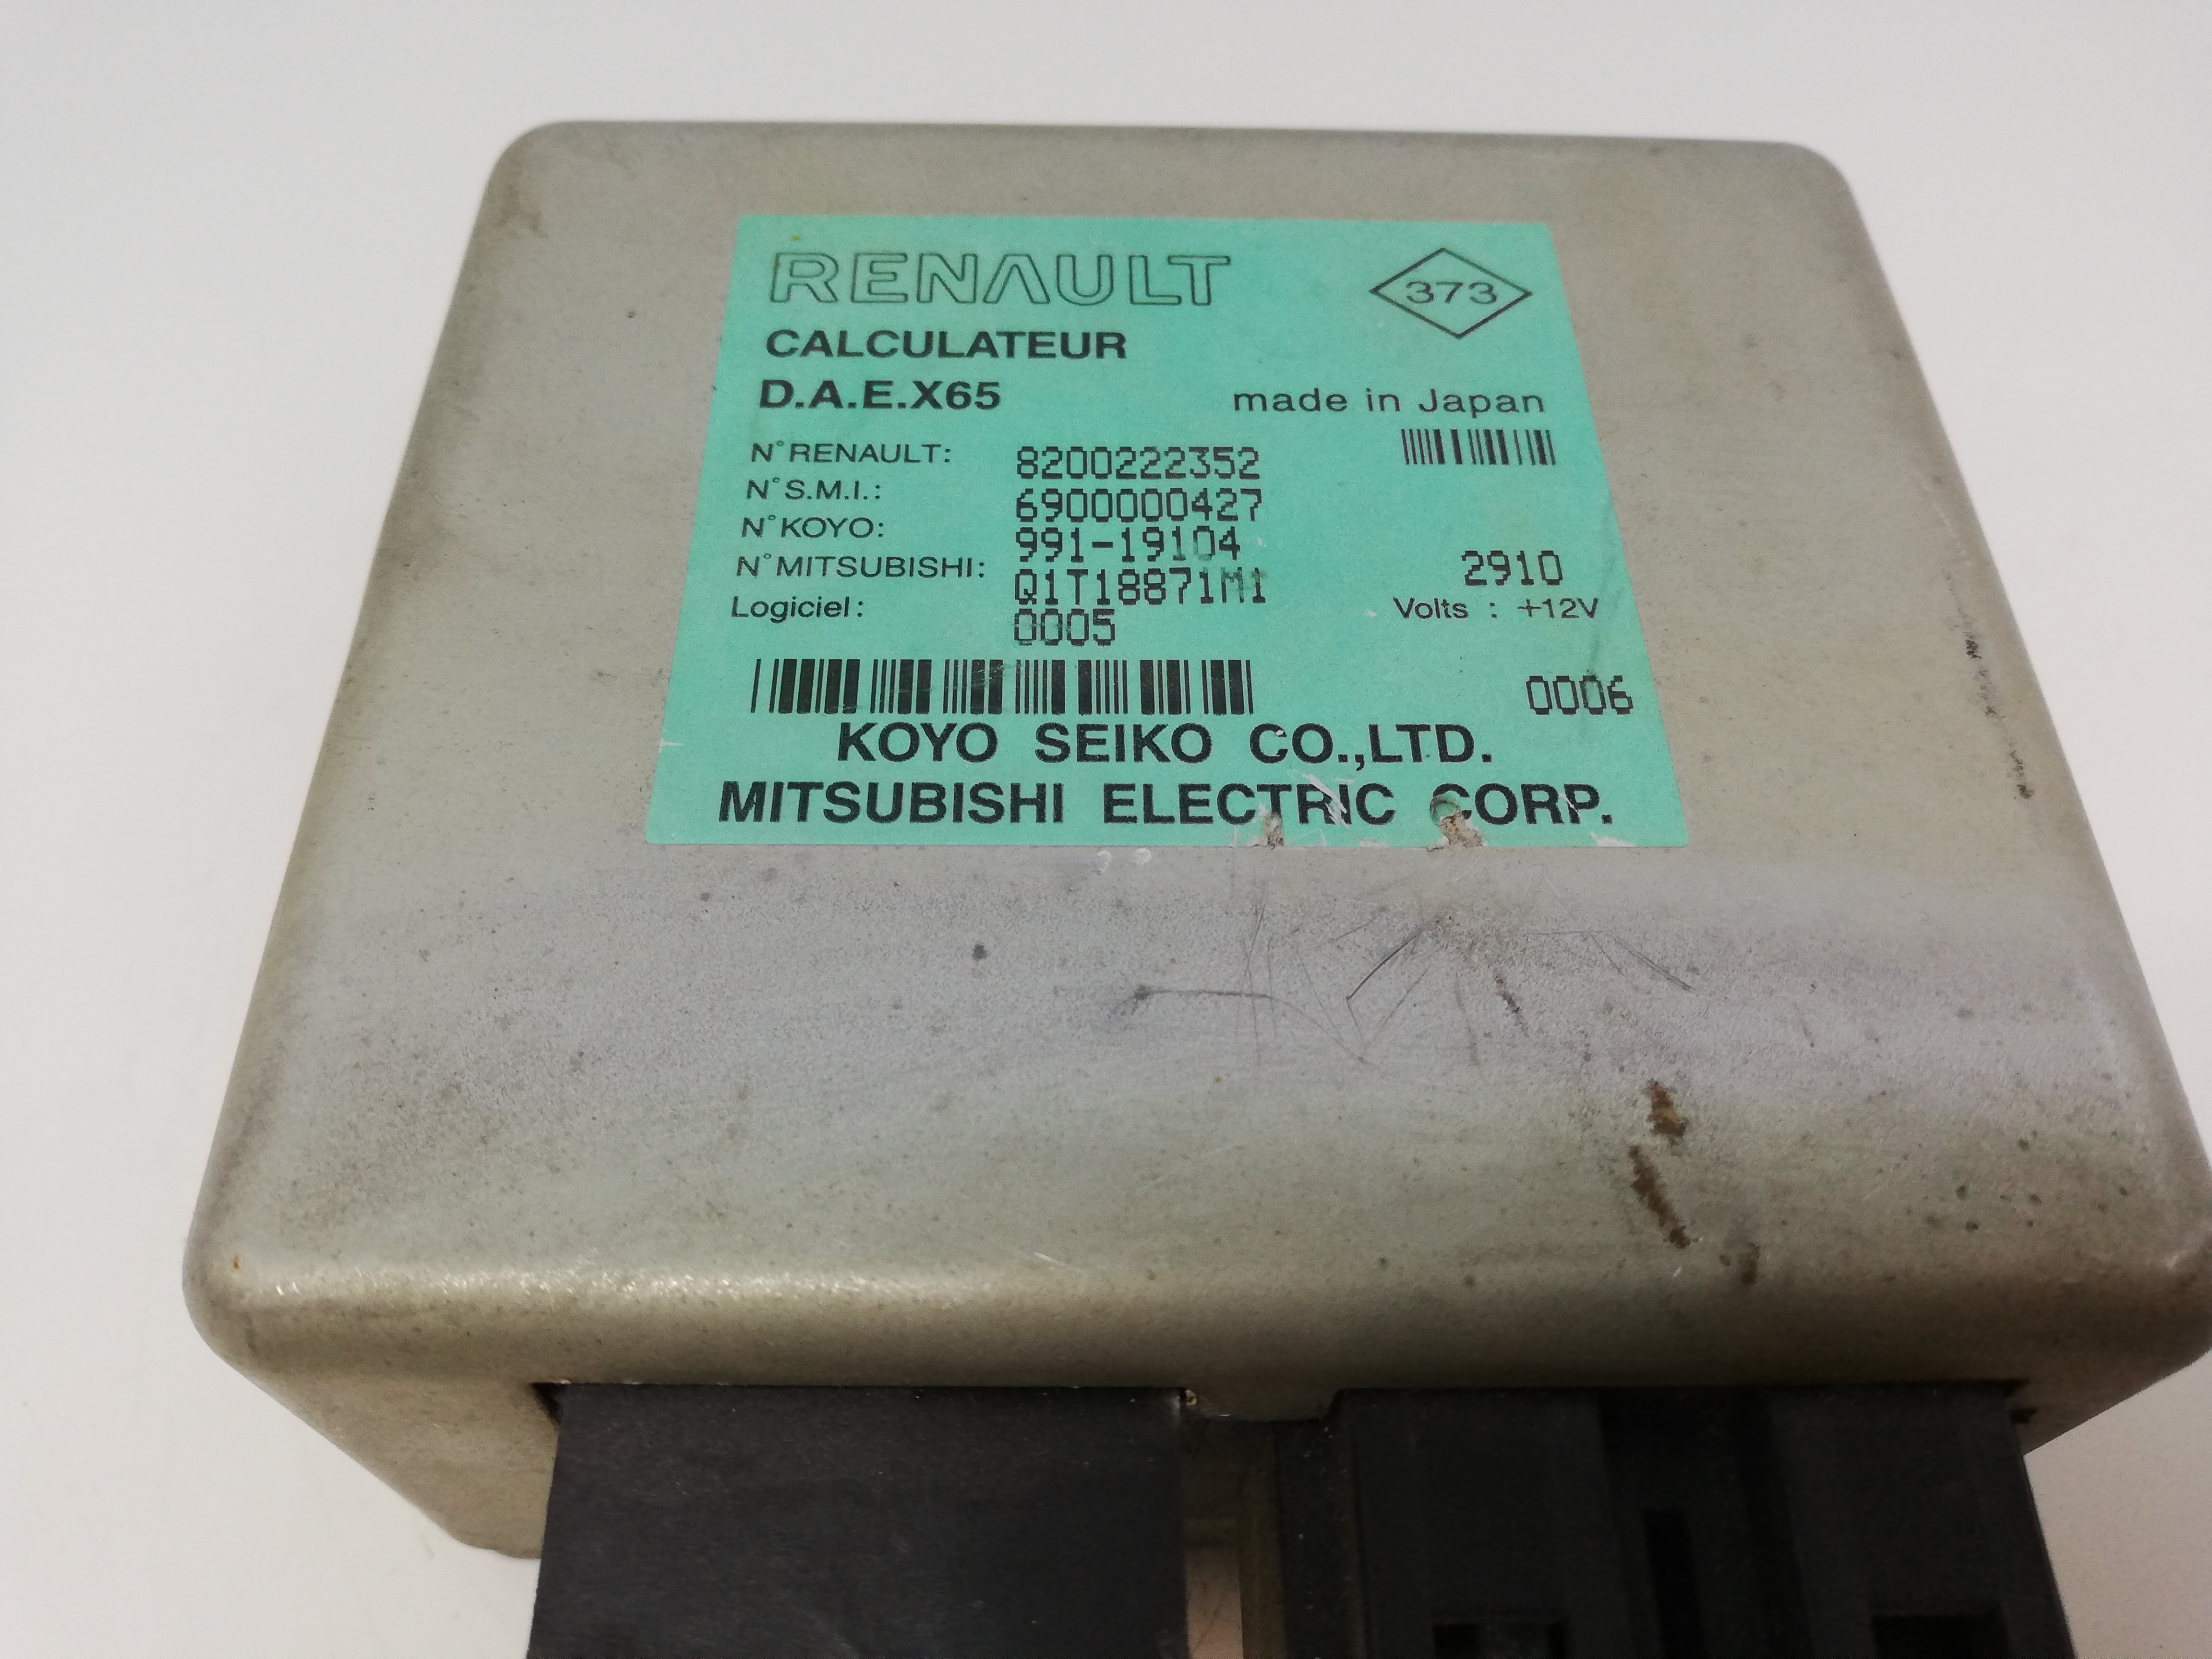 RENAULT
373
CALCULATEUR
D.A.E.X65
made in Japan
N° RENAULT: 8200222352
N° S.M.I.: 6900000427
N° KOYO: 991-19104
N° MITSUBISHI: Q1T18871M1
2910
Logiciel: 0005
Volts : +12V
0006
KOYO SEIKO CO.,LTD.
MITSUBISHI ELECTRIC CORP.